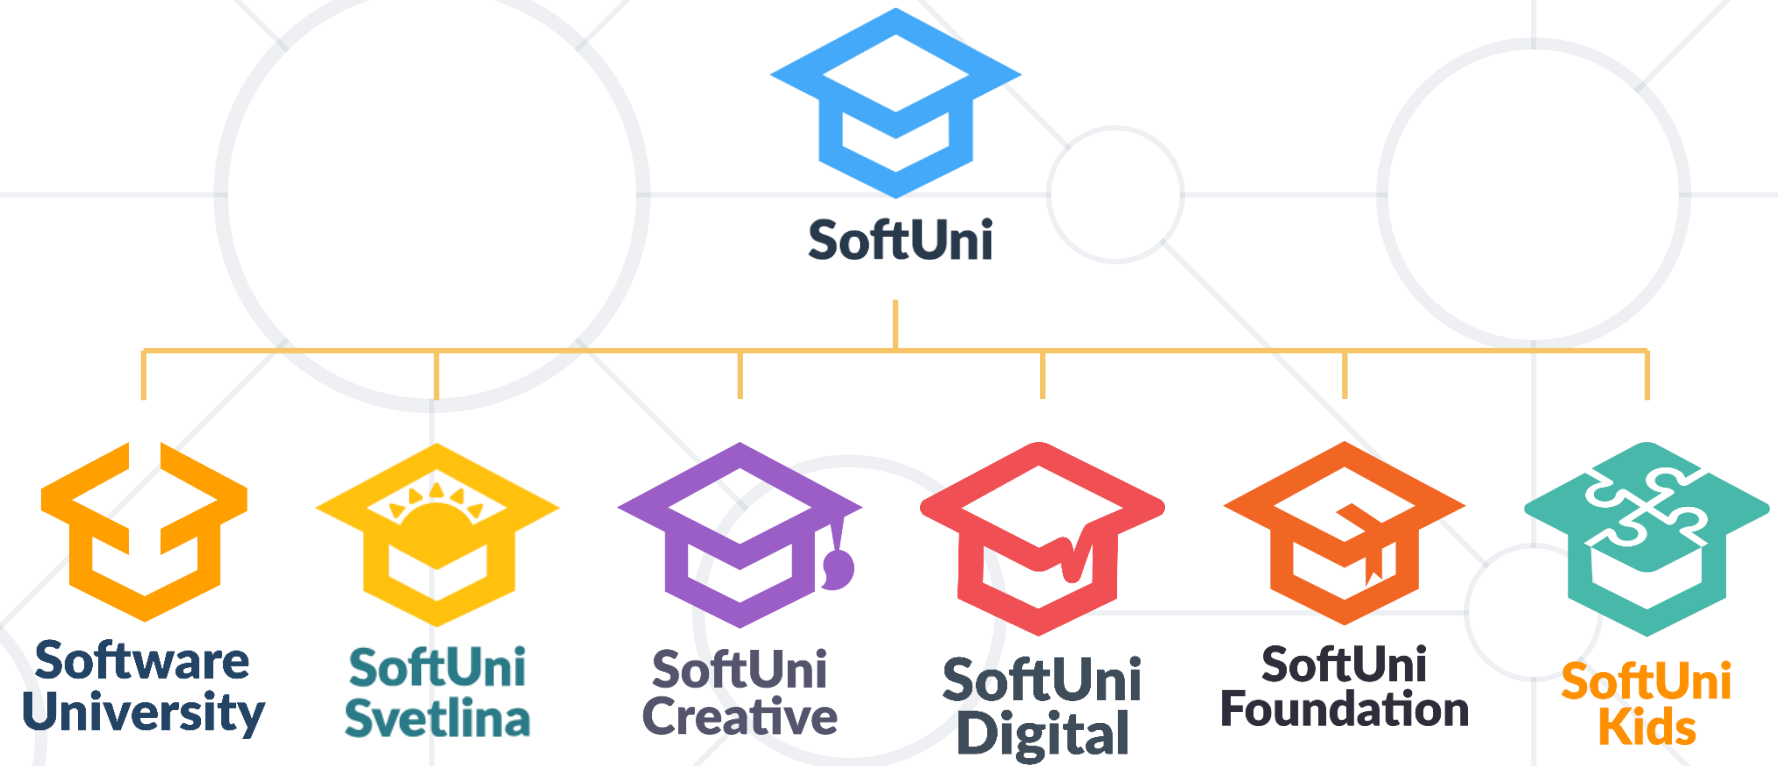 SoftUni
Software
University
SoftUni
Svetlina
SoftUni
Creative
SoftUni
Digital
SoftUni
Foundation
SoftUni
Kids